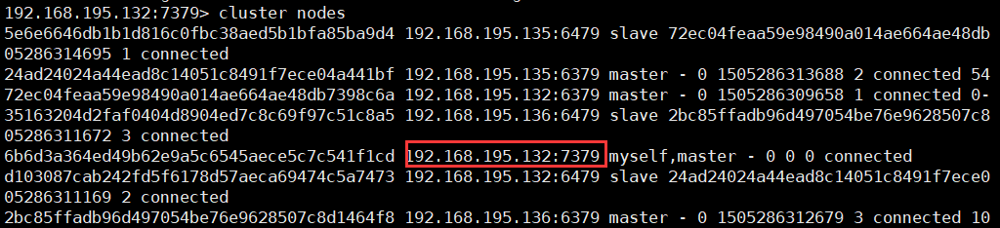 192.168.195.132:7379> cluster nodes
5e6e6646db1b1d816c0fbc38aed5b1bfa85ba9d4 192.168.195.135:6479 slave 72ec04feaa59e98490a014ae664ae48db
05286314695 1 connected
24ad24024a44ead8c14051c8491f7ece04a441bf 192.168.195.135:6379 master - 0 1505286313688 2 connected 54
72ec04feaa59e98490a014ae664ae48db7398c6a 192.168.195.132:6379 master - 0 1505286309658 1 connected 0-
35163204d2faf0404d8904ed7c8c69f97c51c8a5 192.168.195.136:6479 slave 2bc85ffadb96d497054be76e9628507c8
05286311672 3 connected
6b6d3a364ed49b62e9a5c6545aece5c7c541f1cd 192.168.195.132:7379 myself,master - 0 0 0 connected
d103087cab242fd5f6178d57aeca69474c5a7473 192.168.195.132:6479 slave 24ad24024a44ead8c14051c8491f7ece0
05286311169 2 connected
2bc85ffadb96d497054be76e9628507c8d1464f8 192.168.195.136:6379 master - 0 1505286312679 3 connected 10